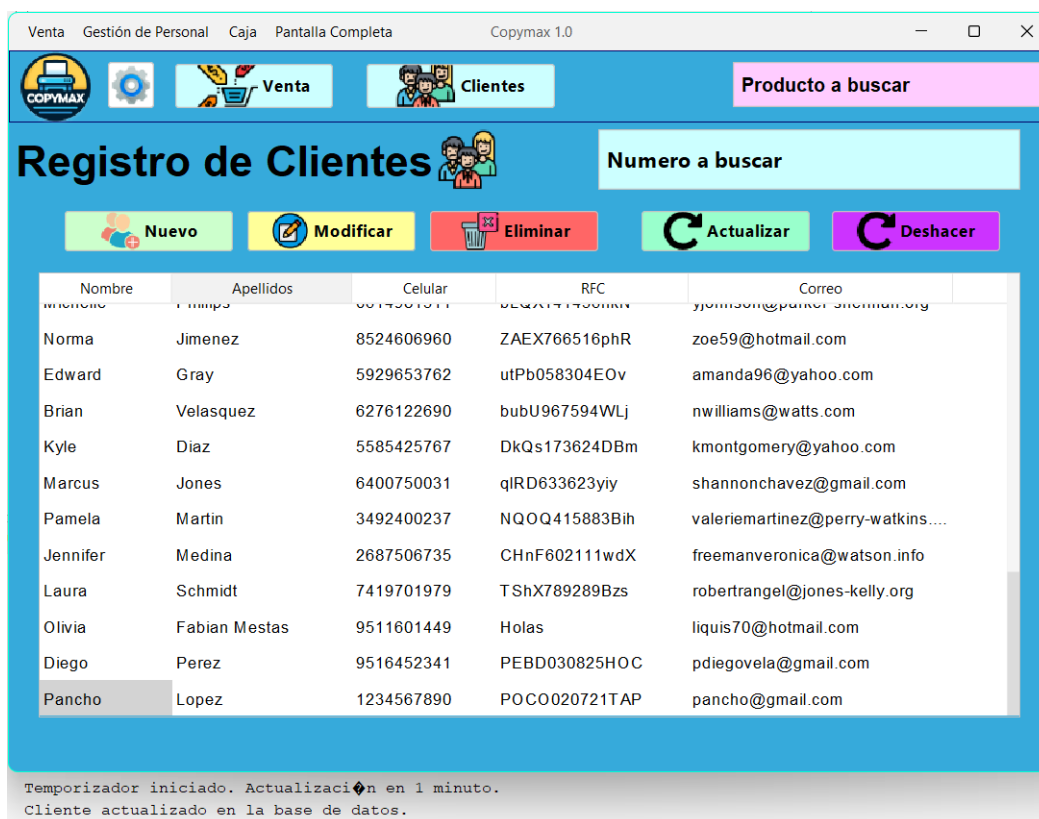 Venta Gestión de Personal Caja Pantalla Completa Copymax 1.0
COPYMAX Venta Clientes Producto a buscar
Registro de Clientes Numero a buscar
Nuevo Modificar Eliminar Actualizar Deshacer
Nombre Apellidos Celular RFC Correo
Norma Jimenez 8524606960 ZAEX766516phR zoe59@hotmail.com
Edward Gray 5929653762 utPb058304EOv amanda96@yahoo.com
Brian Velasquez 6276122690 bubU967594WLj nwilliams@watts.com
Kyle Diaz 5585425767 DkQs173624DBm kmontgomery@yahoo.com
Marcus Jones 6400750031 shannonchavez@gmail.com
Pamela Martin 3492400237 NQOQ415883Bih valeriemartinez@perry-watkins....
Jennifer Medina 2687506735 CHnF602111wdX freemanveronica@watson.info
Laura Schmidt 7419701979 TShX789289Bzs robertrangel@jones-kelly.org
Olivia Fabian Mestas 9511601449 Holas liquis70@hotmail.com
Diego Perez 9516452341 PEBD030825HOC pdiegovela@gmail.com
Pancho Lopez 1234567890 POCO020721TAP pancho@gmail.com
Temporizador iniciado. Actualizaci�n en 1 minuto.
Cliente actualizado en la base de datos.